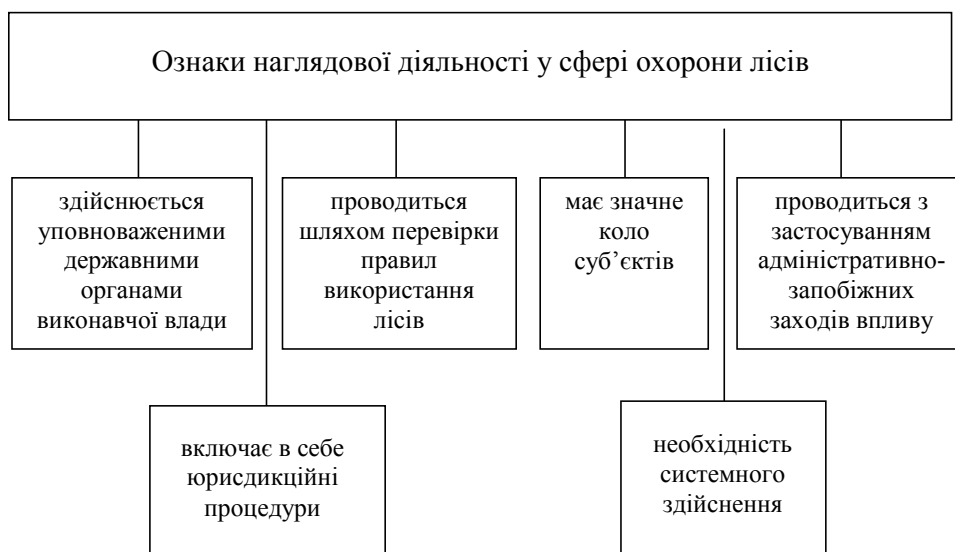 Ознаки наглядової діяльності у сфері охорони лісів
здійснюється
уповноваженими
державними
органами
виконавчої влади
проводиться
шляхом перевірки
правил
використання
лісів
має значне
коло
суб’єктів
проводиться з
застосуванням
адміністративно-
запобіжних
заходів впливу
включає в себе
юрисдикційні
процедури
необхідність
системного
здійснення